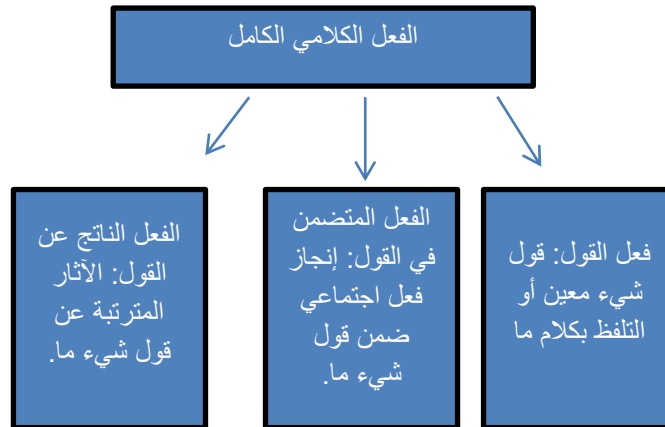 الفعل الكلامي الكامل
فعل القول: قول
شيء معين أو
التلفظ بكلام ما
الفعل المتضمن
في القول: إنجاز
فعل اجتماعي
ضمن قول
شيء ما.
الفعل الناتج عن
القول: الآثار
المترتبة عن
قول شيء ما.